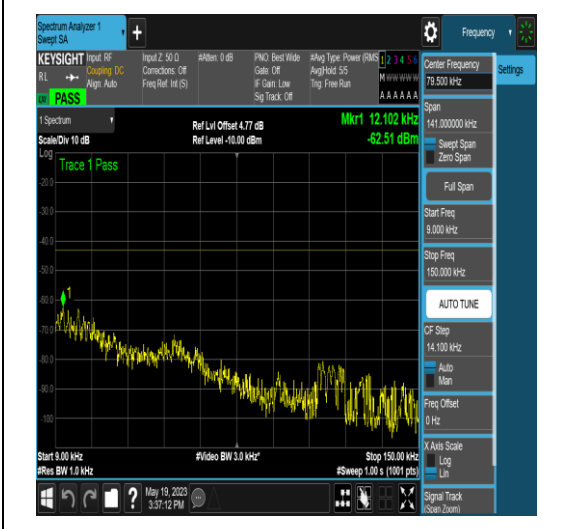 Spectrum Analyzer 1
Swept SA
+
Frequency
KEYSIGHT
RL
PASS
Input: RF
Coupling: DC
Align: Auto
Input Z: 50 Ω
Corrections: Off
Freq Ref: Int (S)
#Atten: 0 dB
PNO: Best Wide
Gate: Off
IF Gain: Low
Sig Track: Off
#Avg Type: Power (RMS)
Avg|Hold: 5/5
Trig: Free Run
1 2 3 4 5 6
M W W W W W
A A A A A A
1 Spectrum
Scale/Div 10 dB
Ref Lvl Offset 4.77 dB
Ref Level -10.00 dBm
Mkr1 12.102 kHz
-62.51 dBm
Log
Trace 1 Pass
-20.0
-30.0
-40.0
-50.0
-60.0
-70.0
-80.0
-90.0
-100
1
Start 9.00 kHz
#Res BW 1.0 kHz
#Video BW 3.0 kHz*
Stop 150.00 kHz
#Sweep 1.00 s (1001 pts)
?
May 19, 2023
3:37:12 PM
Center Frequency
79.500 kHz
Settings
Span
141.000000 kHz
Swept Span
Zero Span
Full Span
Start Freq
9.000 kHz
Stop Freq
150.000 kHz
AUTO TUNE
CF Step
14.100 kHz
Auto
Man
Freq Offset
0 Hz
X Axis Scale
Log
Lin
Signal Track
(Span Zoom)